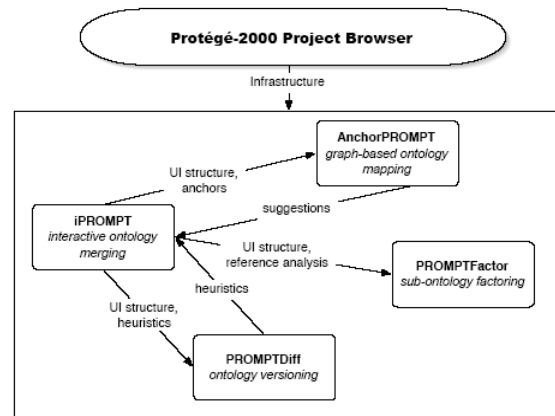 Protégé-2000 Project Browser
Infrastructure
AnchorPROMPT
graph-based ontology
mapping
UI structure,
anchors
suggestions
iPROMPT
interactive ontology
merging
UI structure,
reference analysis
PROMPTFactor
sub-ontology factoring
heuristics
UI structure,
heuristics
PROMPTDiff
ontology versioning